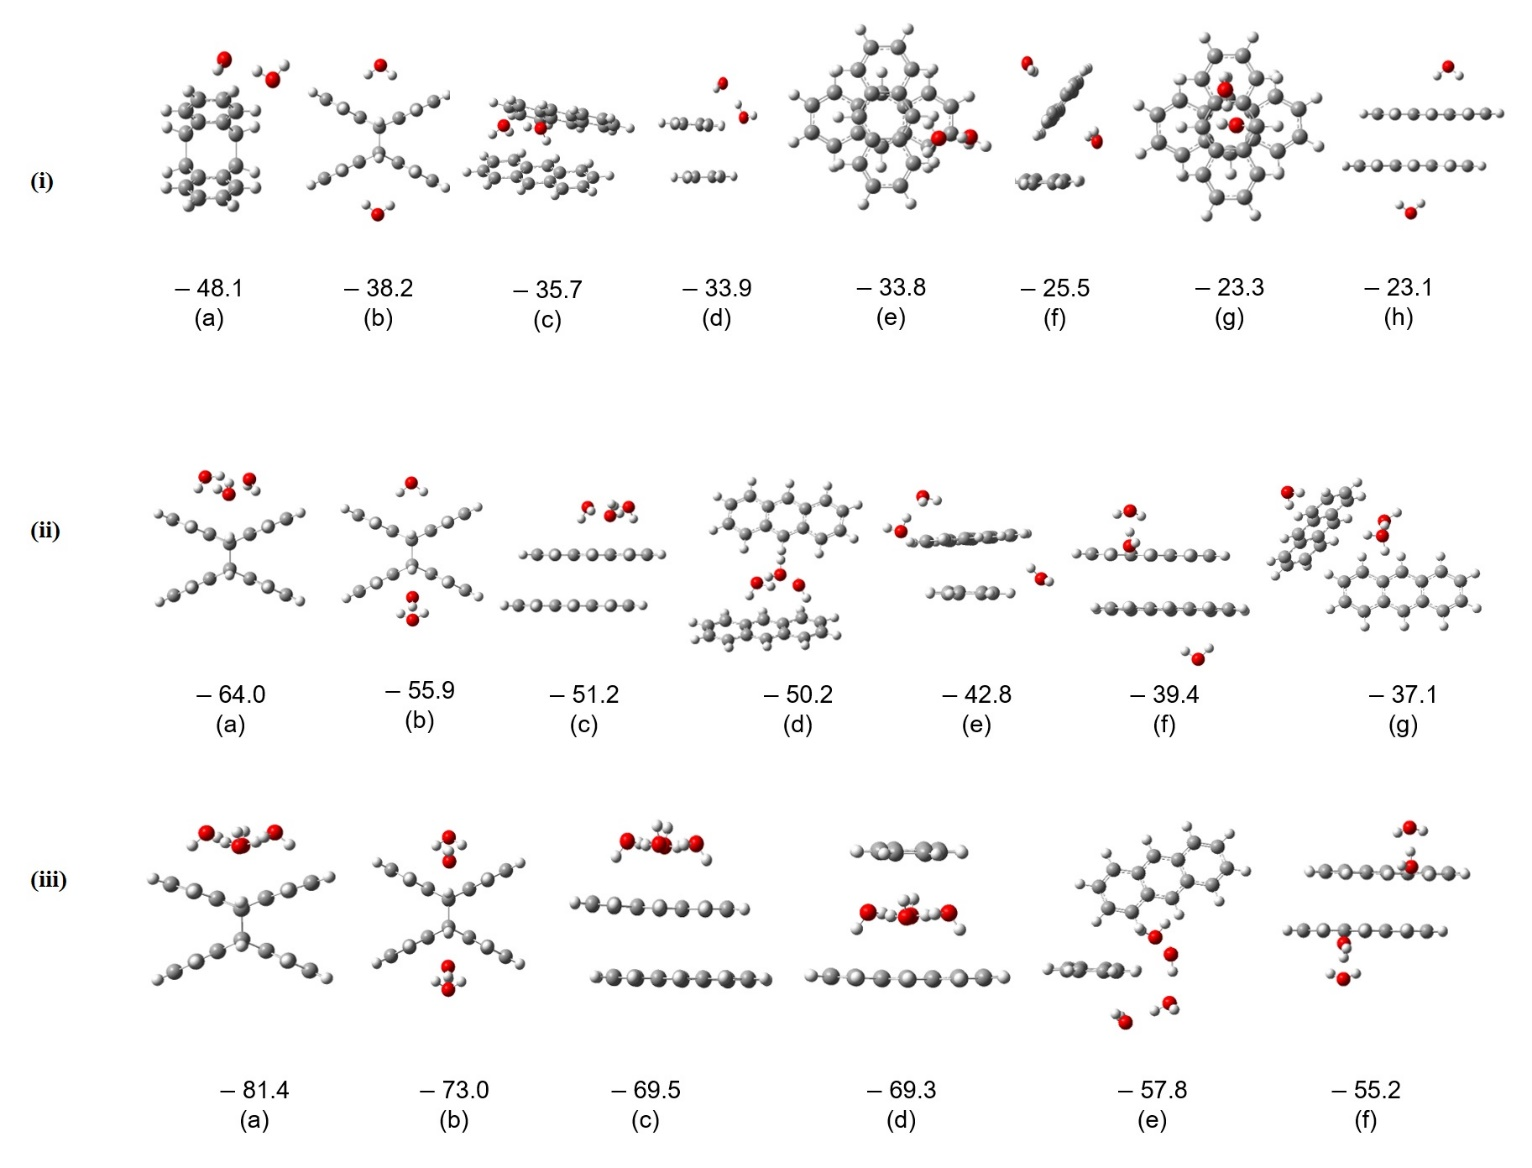 (i)
– 48.1 – 38.2 – 35.7 – 33.9 – 33.8 – 25.5 – 23.3 – 23.1
(a) (b) (c) (d) (e) (f) (g) (h)
(ii)
– 64.0 – 55.9 – 51.2 – 50.2 – 42.8 – 39.4 – 37.1
(a) (b) (c) (d) (e) (f) (g)
(iii)
– 81.4 – 73.0 – 69.5 – 69.3 – 57.8 – 55.2
(a) (b) (c) (d) (e) (f)